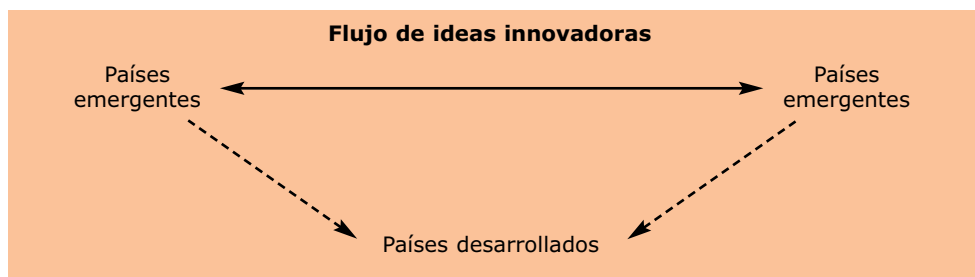 Flujo de ideas innovadoras
Países
emergentes
Países
emergentes
Países desarrollados